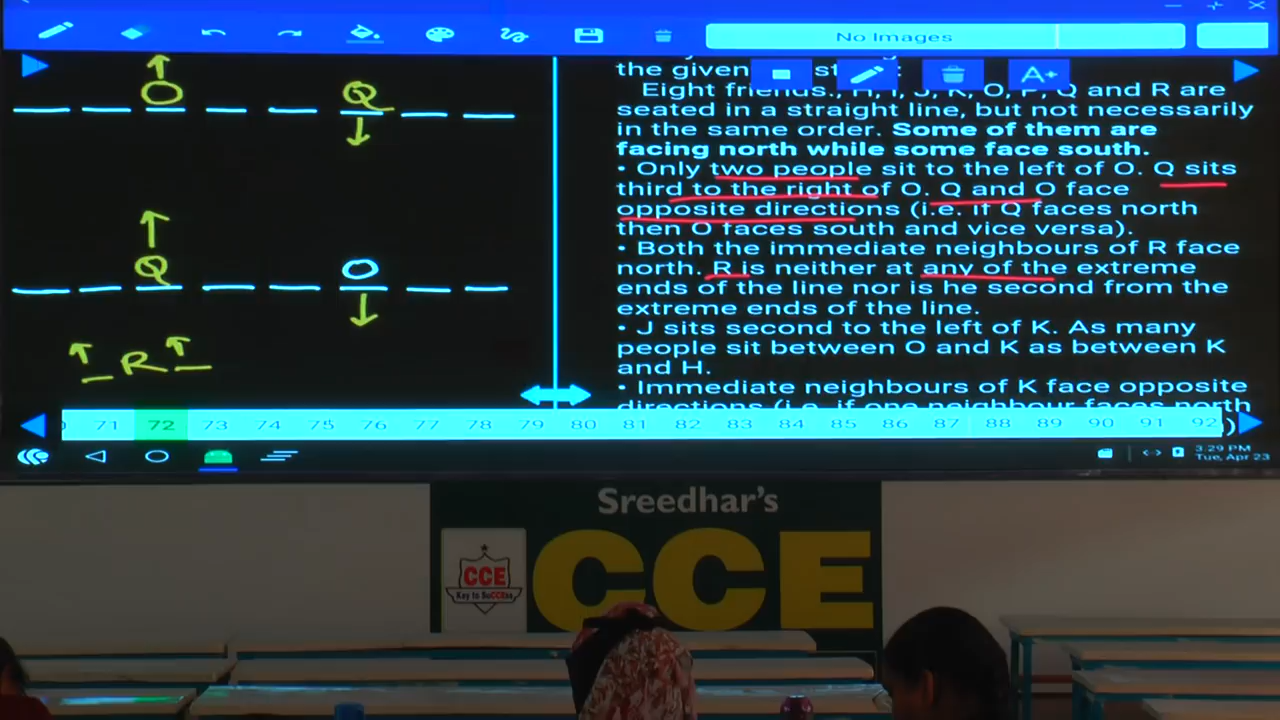 No Images
the given
A+
Eight friends., H, I, J, K, O, P, Q and R are
seated in a straight line, but not necessarily
in the same order. Some of them are
facing north while some face south.
• Only two people sit to the left of O. Q sits
third to the right of O. Q and O face
opposite directions (i.e. if Q faces north
then O faces south and vice versa).
• Both the immediate neighbours of R face
north. R is neither at any of the extreme
ends of the line nor is he second from the
extreme ends of the line.
• J sits second to the left of K. As many
people sit between O and K as between K
and H.
• Immediate neighbours of K face opposite
directions (i.e. if one neighbour faces north
O Q
Q O
R
71 72 73 74 75 76 77 78 79 80 81 82 83 84 85 86 87 88 89 90 91 92
3:29 PM
Tue, Apr 23
Sreedhar's
CCE
CCE
Key to SuCCEss